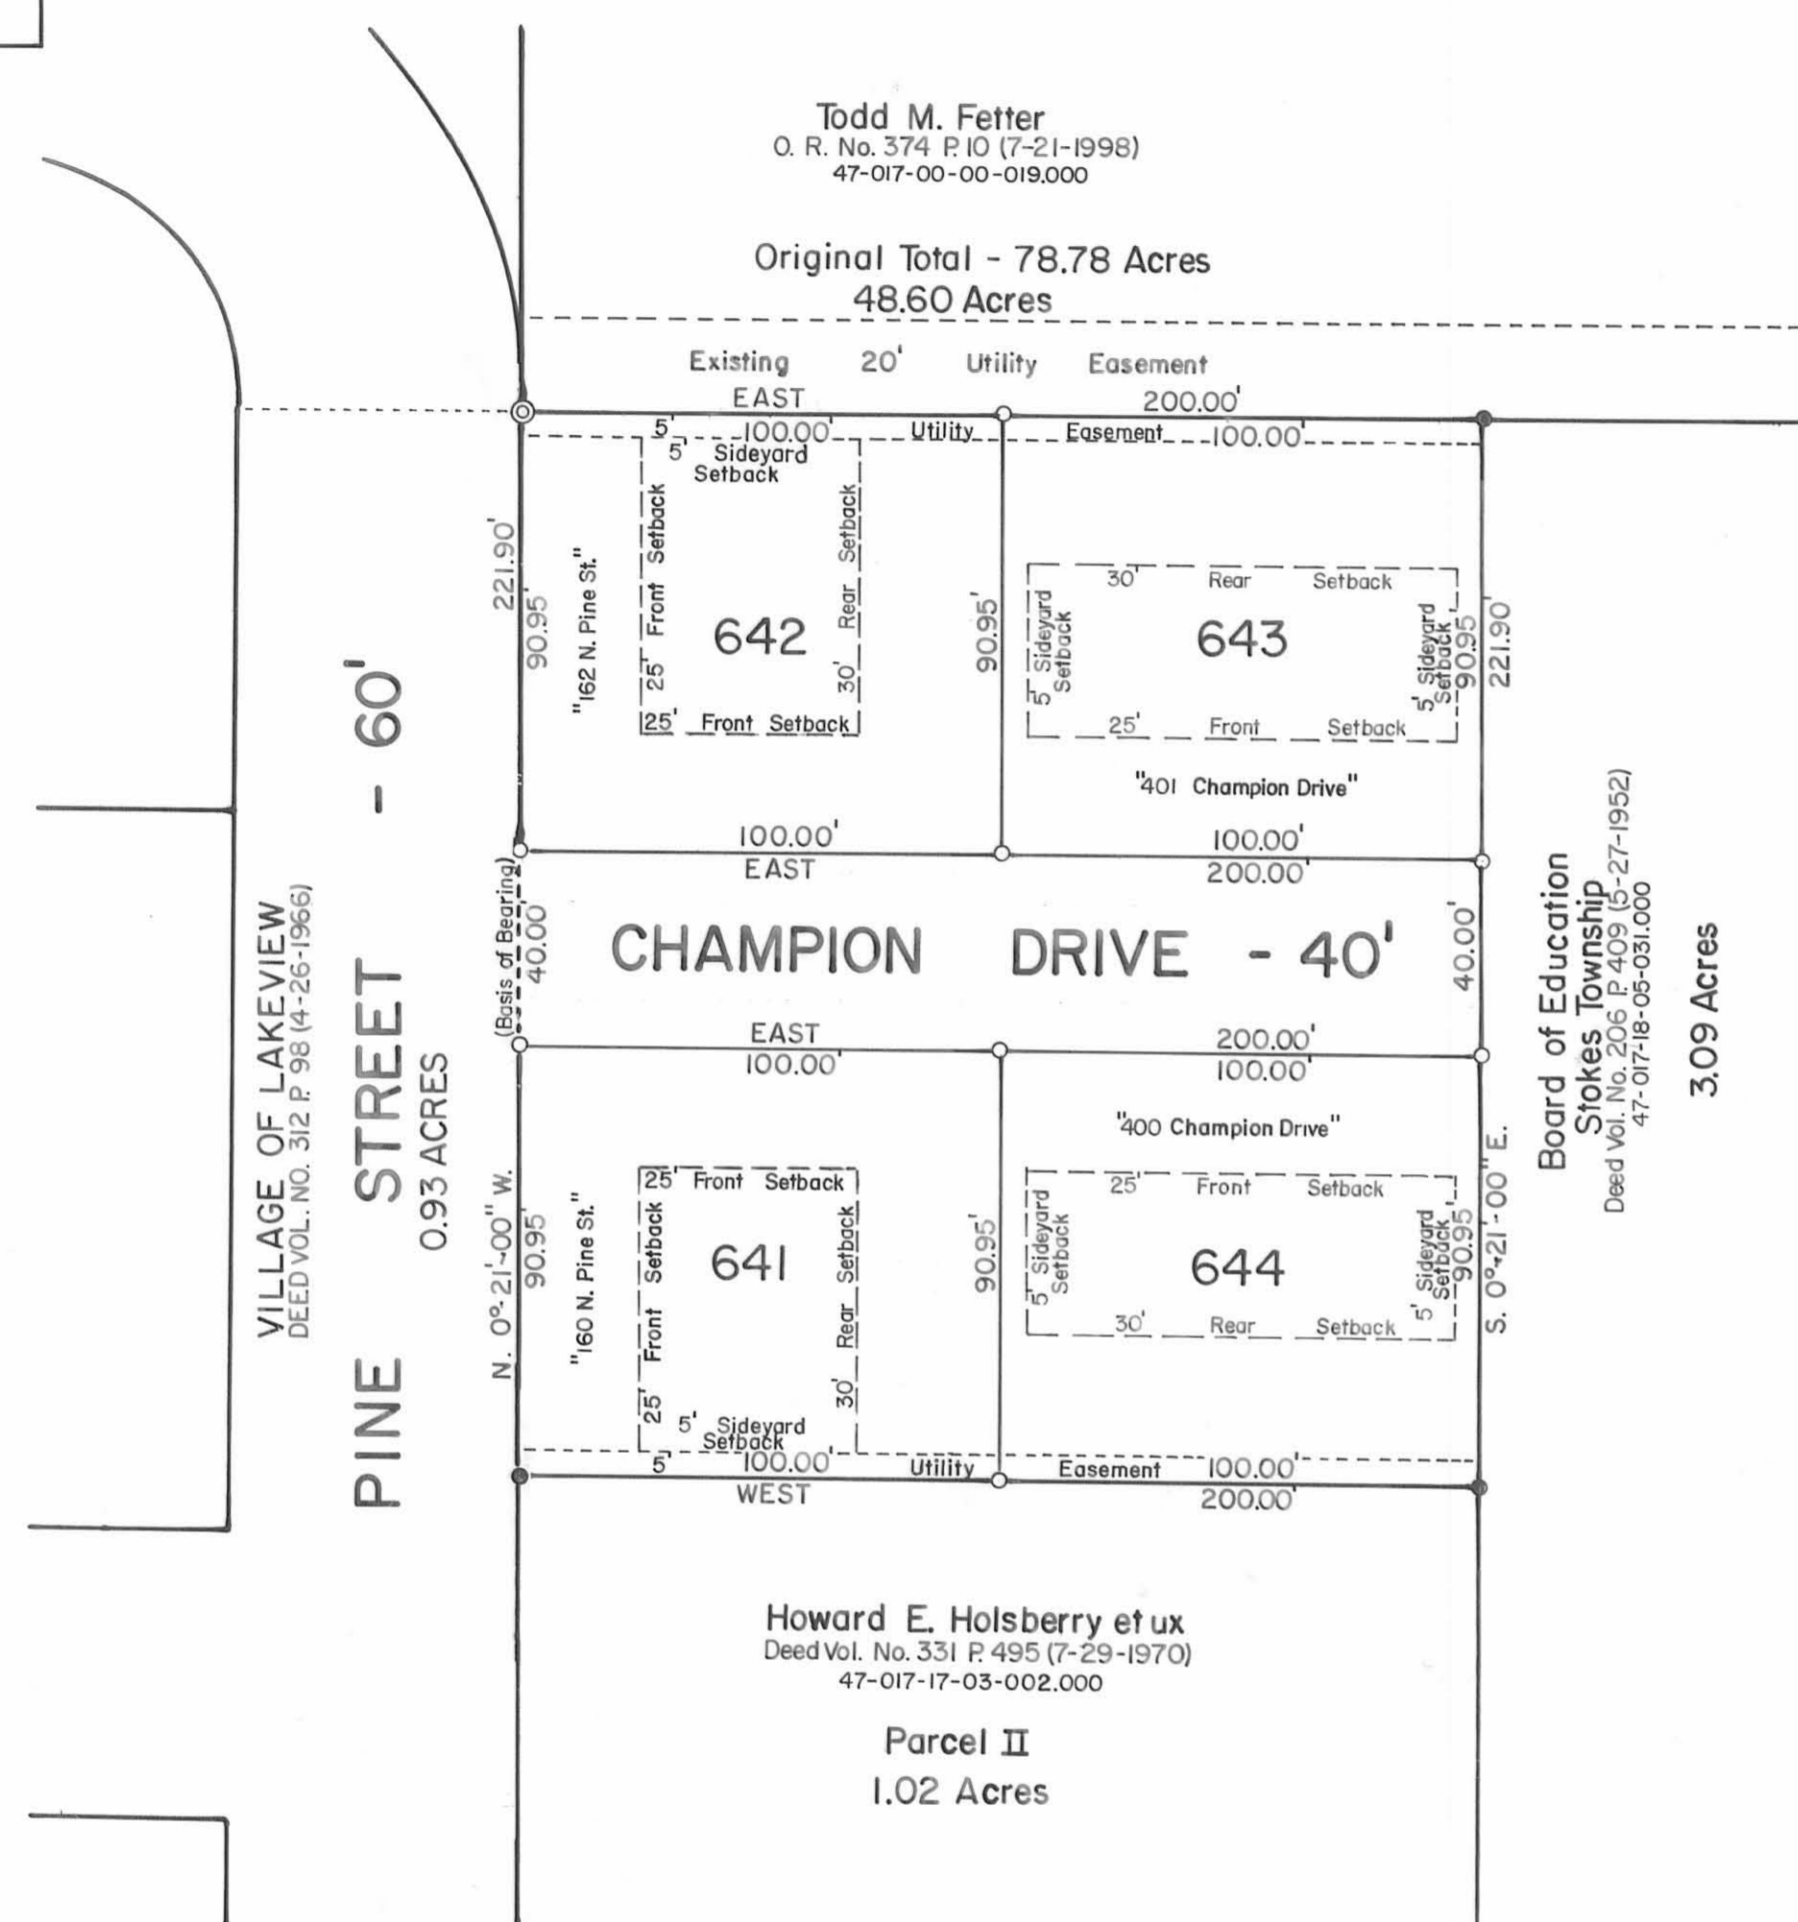 Todd M. Fetter
O. R. No. 374 P. 10 (7-21-1998)
47-017-00-00-019.000
Original Total - 78.78 Acres
48.60 Acres
Existing 20' Utility Easement
EAST 200.00'
5' 100.00' Utility Easement 100.00'
5' Sideyard
Setback
25' Front Setback
30' Rear Setback
221.90'
90.95'
"162 N. Pine St."
642
25' Front Setback
90.95'
30' Rear Setback
5' Sideyard
Setback
643
5' Sideyard
Setback
90.95'
221.90'
25' Front Setback
"401 Champion Drive"
100.00' 100.00'
EAST 200.00'
(Basis of Bearing)
40.00'
CHAMPION DRIVE - 40'
40.00'
EAST 200.00'
100.00' 100.00'
"400 Champion Drive"
25' Front Setback
25' Front Setback
N. 0°-21'-00" W.
90.95'
"160 N. Pine St."
25' Front Setback
641
30' Rear Setback
90.95'
5' Sideyard
Setback
644
5' Sideyard
Setback
90.95'
S. 0°-21'-00" E.
30' Rear Setback
5' Sideyard
Setback
5' 100.00' Utility Easement 100.00'
WEST 200.00'
VILLAGE OF LAKEVIEW
DEED VOL. NO. 312 P. 98 (4-26-1966)
PINE STREET - 60'
0.93 ACRES
Board of Education
Stokes Township
Deed Vol. No. 206 P. 409 (5-27-1952)
47-017-18-05-031.000
3.09 Acres
Howard E. Holsberry et ux
Deed Vol. No. 331 P. 495 (7-29-1970)
47-017-17-03-002.000
Parcel II
1.02 Acres